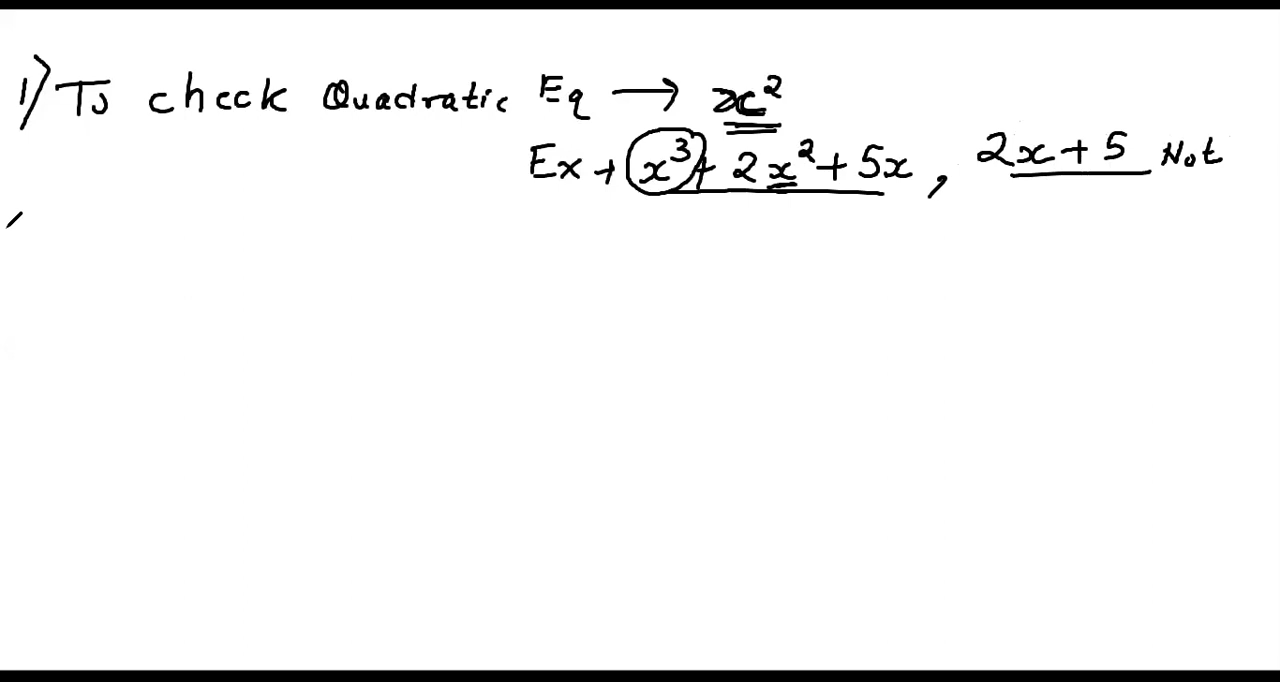 1) To check Quadratic Eq → x²
Ex → x³ + 2x² + 5x , 2x + 5 Not